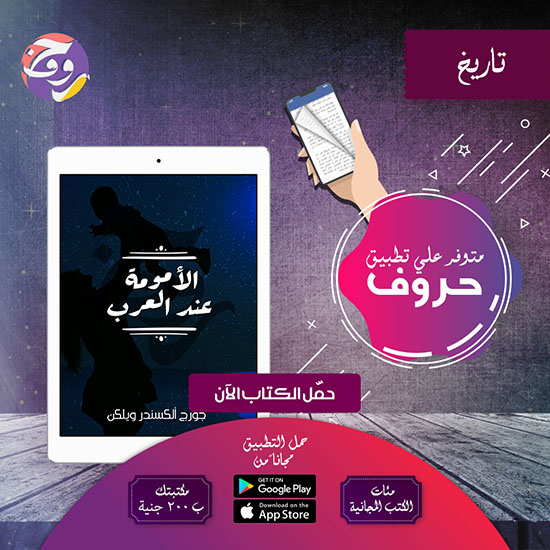 حروف
تاريخ
الأمومة
عند العرب
جورج ألكسندر ويلكن
متوفر علي تطبيق
حروف
حمّل الكتاب الآن
حمل التطبيق
مجاناً من
GET IT ON
Google Play
Download on the
App Store
مكتبتك
ب ٢٠٠ جنية
مئات
الكتب المجانية